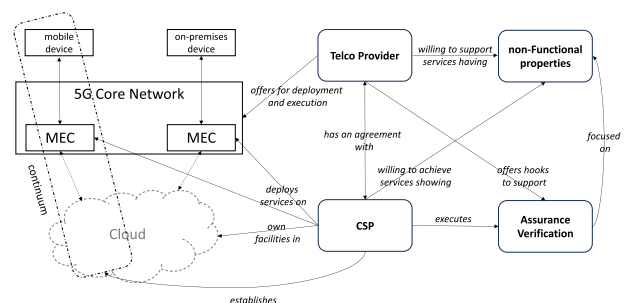 mobile
device
on-premises
device
Telco Provider
willing to support
services having
non-Functional
properties
5G Core Network
offers for deployment
and execution
MEC
MEC
has an agreement
with
focused
on
continuum
willing to achieve
services showing
offers hooks
to support
deploys
services on
Cloud
own
facilities in
CSP
executes
Assurance
Verification
establishes